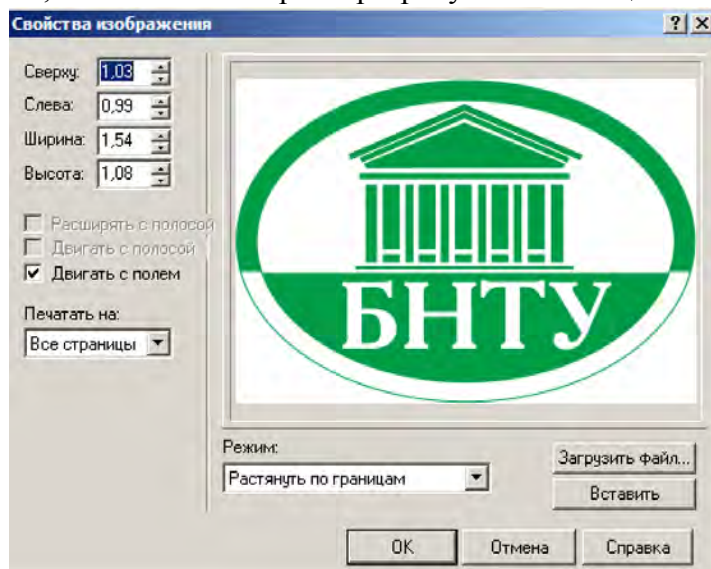 Свойства изображения
Сверху: 1,03
Слева: 0,99
Ширина: 1,54
Высота: 1,08
Расширять с полосой
Двигать с полосой
Двигать с полем
Печатать на:
Все страницы
БНТУ
Режим:
Растянуть по границам
Загрузить файл...
Вставить
OK
Отмена
Справка